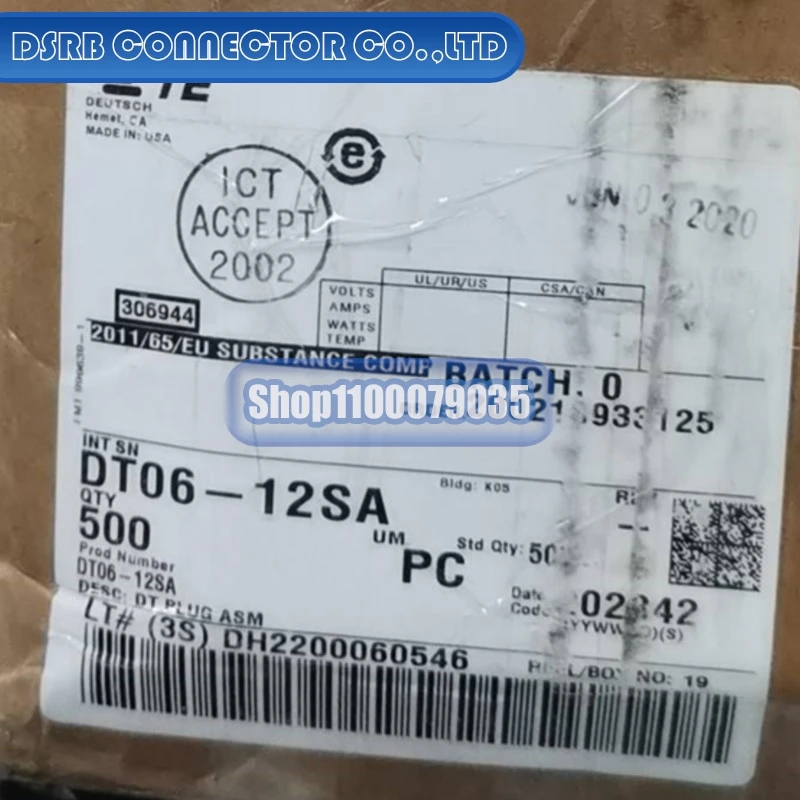 DSRB CONNECTOR CO.,LTD
TE
DEUTSCH
Hemet, CA
MADE IN: USA
e
ICT
ACCEPT
2002
03 2020
UL/UR/US
CSA/CAN
VOLTS
AMPS
WATTS
TEMP
306944
2011/65/EU SUBSTANCE COMP
BATCH: 0
Shop1100079035
933125
INT SN
DT06-12SA
Bldg: K05
QTY
500
UM
PC
Std Qty:
Prod Number
DT06-12SA
Date
Code
DESC: DT PLUG ASM
LT# (3S) DH2200060546
BOX NO: 19